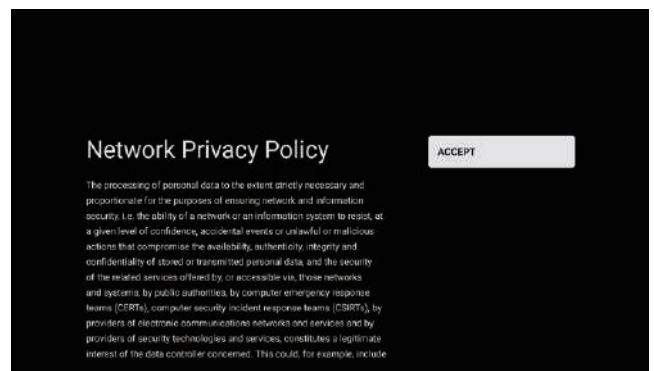 Network Privacy Policy
ACCEPT
The processing of personal data to the extent strictly necessary and
proportionate for the purposes of ensuring network and information
security, i.e. the ability of a network or an information system to resist, at
a given level of confidence, accidental events or unlawful or malicious
actions that compromise the availability, authenticity, integrity and
confidentiality of stored or transmitted personal data, and the security
of the related services offered by, or accessible via, those networks
and systems, by public authorities, by computer emergency response
teams (CERTs), computer security incident response teams (CSIRTs), by
providers of electronic communications networks and services and by
providers of security technologies and services, constitutes a legitimate
interest of the data controller concerned. This could, for example, include